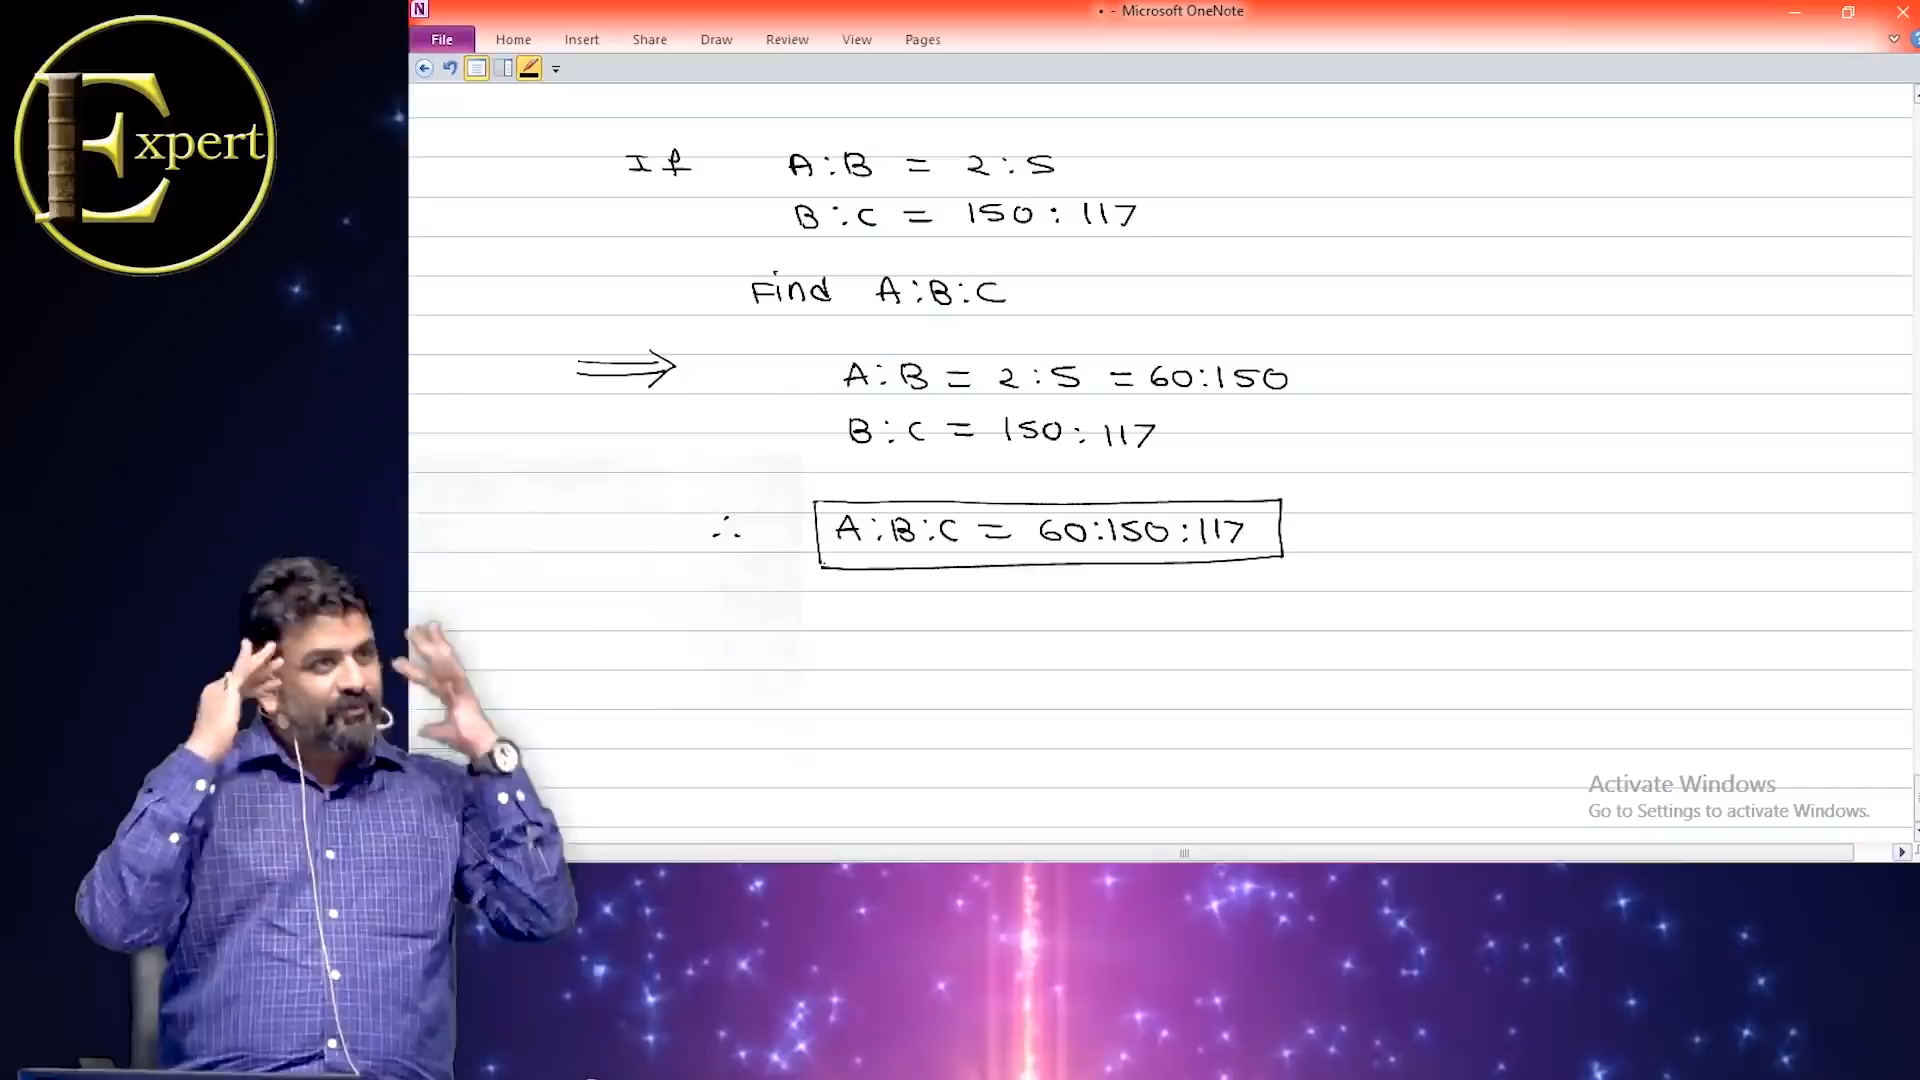 Expert
• - Microsoft OneNote
File Home Insert Share Draw Review View Pages
If A:B = 2:5
B:C = 150:117
Find A:B:C
⟹ A:B = 2:5 = 60:150
B:C = 150:117
∴ A:B:C = 60:150:117
Activate Windows
Go to Settings to activate Windows.